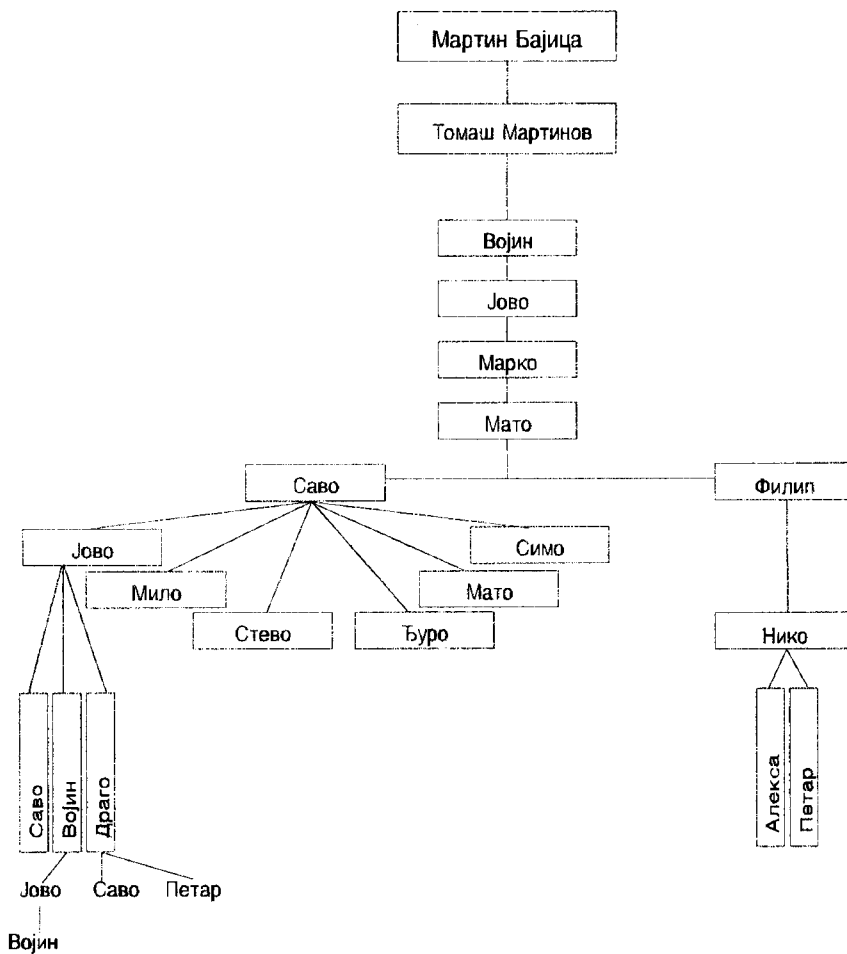 Мартин Бајица
Томаш Мартинов
Војин
Јово
Марко
Мато
Саво
Филип
Јово
Симо
Мило
Мато
Стево
Ђуро
Нико
Саво
Војин
Драго
Алекса
Петар
Јово
Саво
Петар
Војин